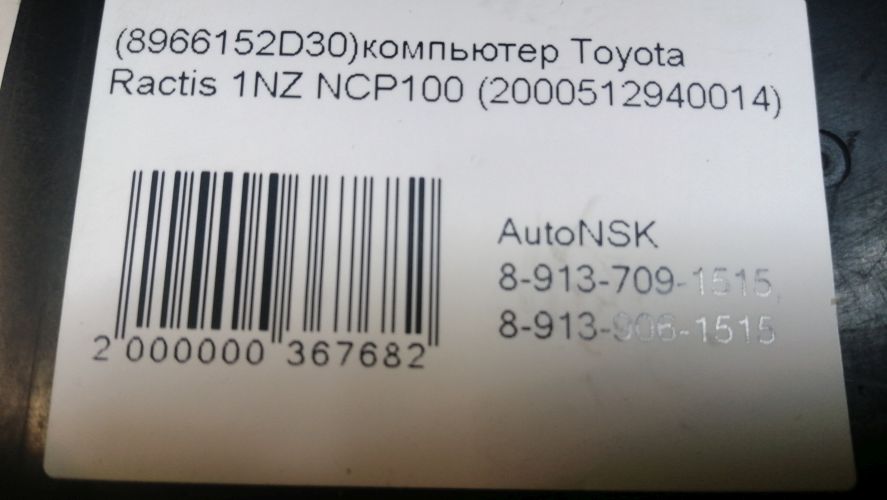 (8966152D30)компьютер Toyota
Ractis 1NZ NCP100 (2000512940014)
AutoNSK
8-913-709-1515,
8-913-906-1515
2 000000 367682